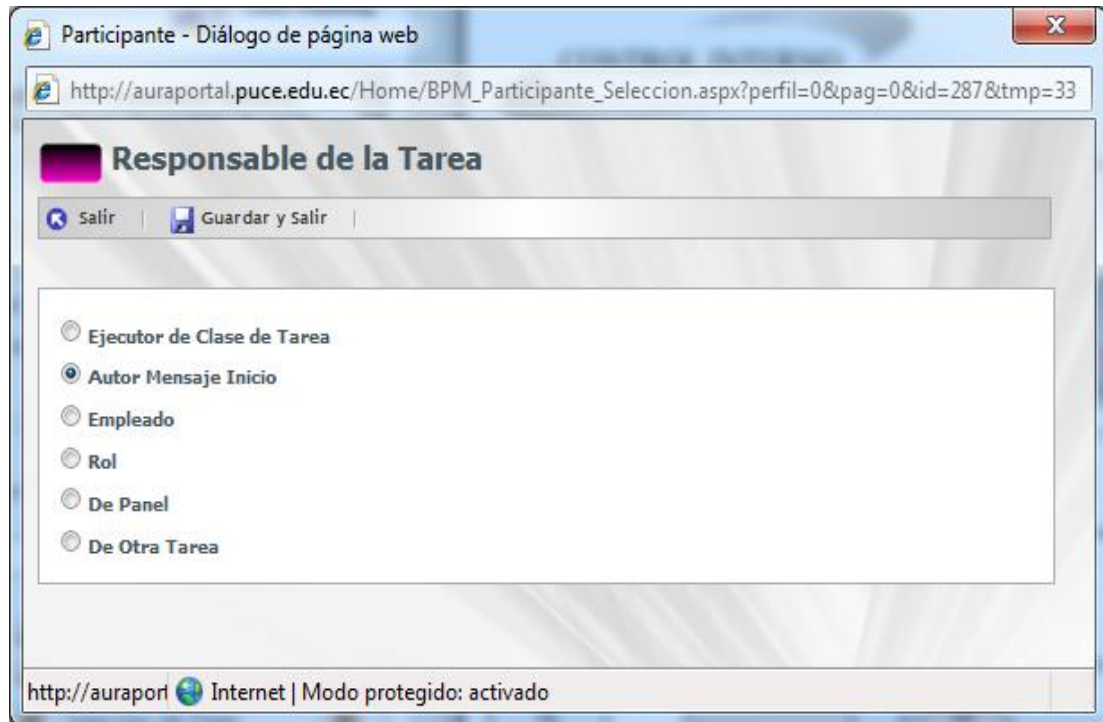 Participante - Diálogo de página web
http://auraportal.puce.edu.ec/Home/BPM_Participante_Seleccion.aspx?perfil=0&pag=0&id=287&tmp=33
Responsable de la Tarea
Salir | Guardar y Salir |
Ejecutor de Clase de Tarea
Autor Mensaje Inicio
Empleado
Rol
De Panel
De Otra Tarea
http://auraport Internet | Modo protegido: activado